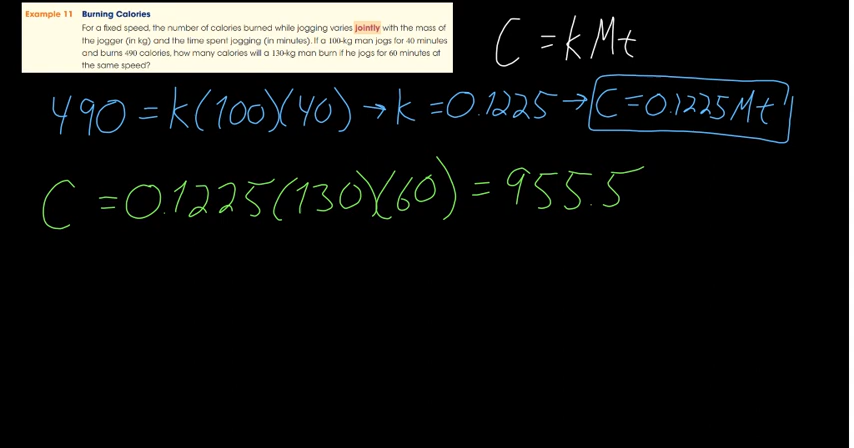 Example 11 Burning Calories
For a fixed speed, the number of calories burned while jogging varies jointly with the mass of
the jogger (in kg) and the time spent jogging (in minutes). If a 100-kg man jogs for 40 minutes
and burns 490 calories, how many calories will a 130-kg man burn if he jogs for 60 minutes at
the same speed?
C = kMt
490 = k(100)(40) → k = 0.1225 → C = 0.1225Mt
C = 0.1225(130)(60) = 955.5